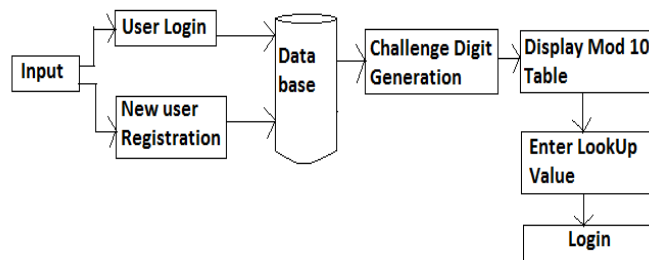 Input
User Login
New user
Registration
Data
base
Challenge Digit
Generation
Display Mod 10
Table
Enter LookUp
Value
Login